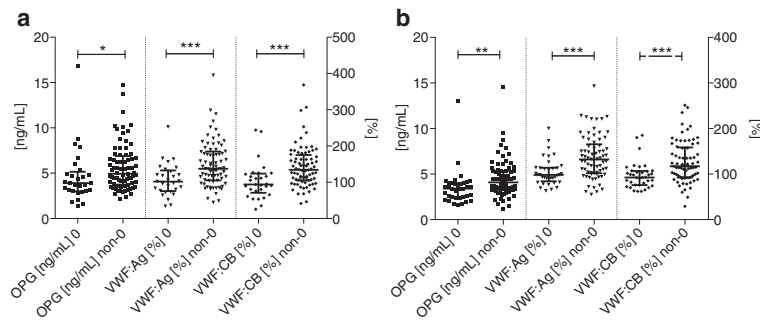 a
b
20
15
10
5
0
[ng/mL]
500
400
300
200
100
0
[%]
*
***
***
OPG [ng/mL] 0
OPG [ng/mL] non-0
VWF:Ag [%] 0
VWF:Ag [%] non-0
VWF:CB [%] 0
VWF:CB [%] non-0
20
15
10
5
0
[ng/mL]
400
300
200
100
0
[%]
**
***
***
OPG [ng/mL] 0
OPG [ng/mL] non-0
VWF:Ag [%] 0
VWF:Ag [%] non-0
VWF:CB [%] 0
VWF:CB [%] non-0